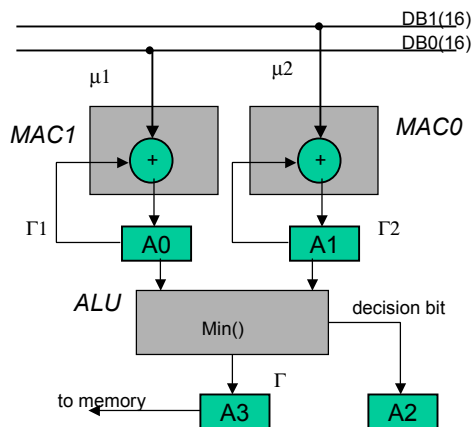 DB1(16)
DB0(16)
μ1
μ2
MAC1
MAC0
+
+
Γ1
Γ2
A0
A1
ALU
decision bit
Min()
Γ
to memory
A3
A2